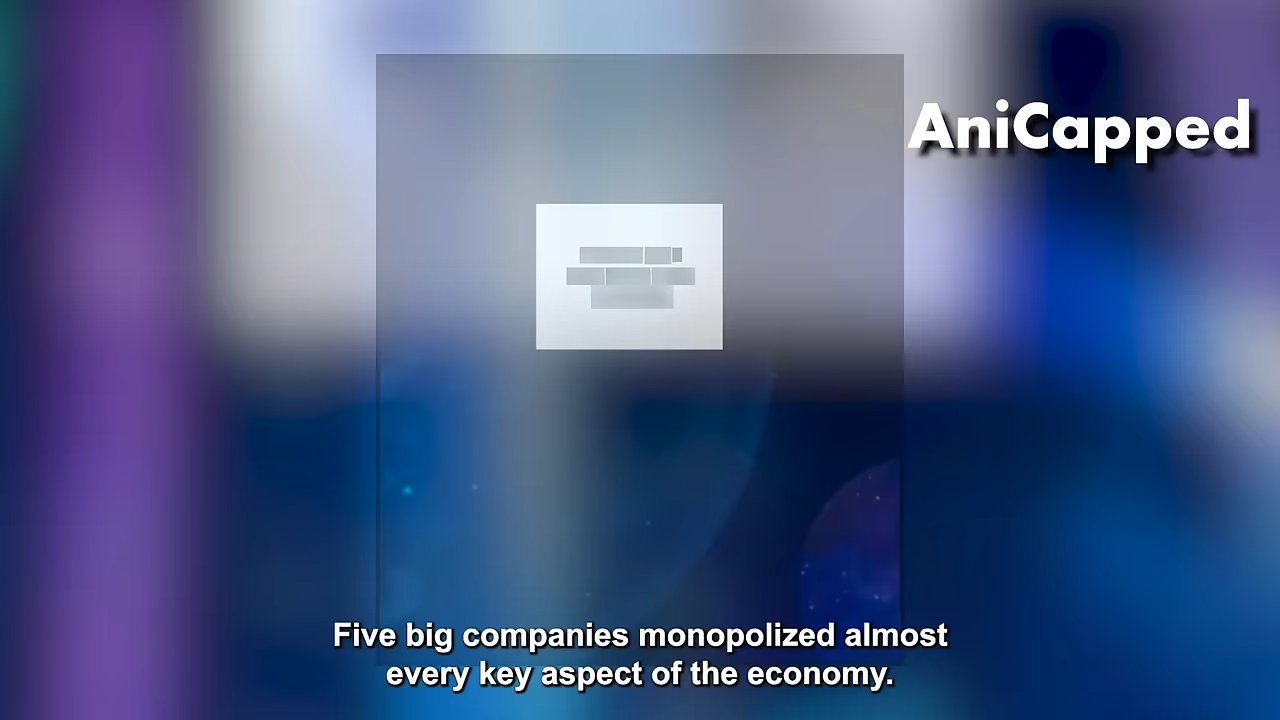 AniCapped
Five big companies monopolized almost
every key aspect of the economy.